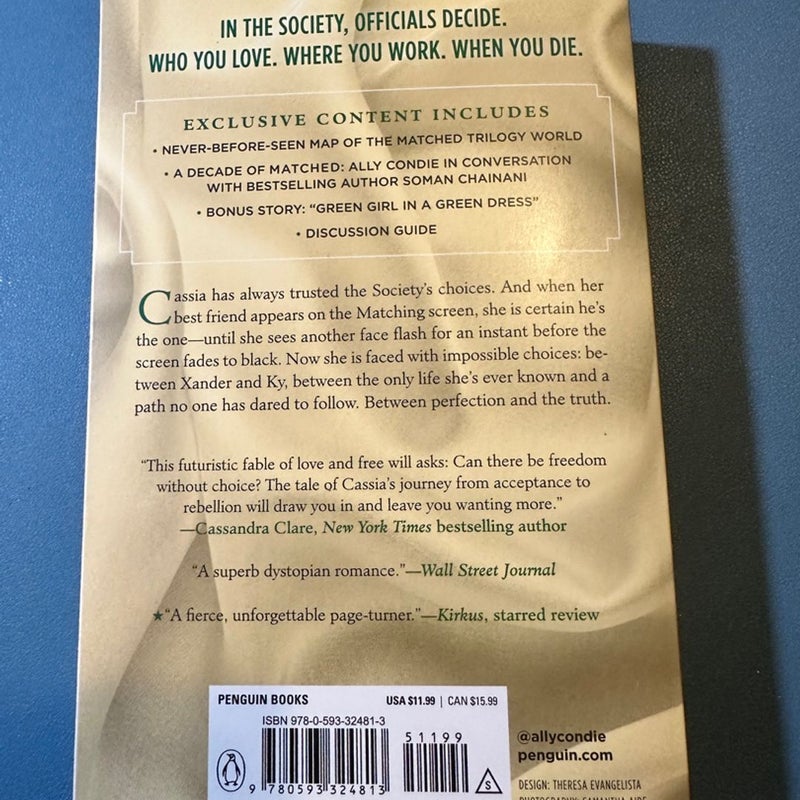 IN THE SOCIETY, OFFICIALS DECIDE.
WHO YOU LOVE. WHERE YOU WORK. WHEN YOU DIE.
EXCLUSIVE CONTENT INCLUDES
• NEVER-BEFORE-SEEN MAP OF THE MATCHED TRILOGY WORLD
• A DECADE OF MATCHED: ALLY CONDIE IN CONVERSATION
WITH BESTSELLING AUTHOR SOMAN CHAINANI
• BONUS STORY: “GREEN GIRL IN A GREEN DRESS”
• DISCUSSION GUIDE
Cassia has always trusted the Society’s choices. And when her
best friend appears on the Matching screen, she is certain he’s
the one—until she sees another face flash for an instant before the
screen fades to black. Now she is faced with impossible choices: be-
tween Xander and Ky, between the only life she’s ever known and a
path no one has dared to follow. Between perfection and the truth.
“This futuristic fable of love and free will asks: Can there be freedom
without choice? The tale of Cassia’s journey from acceptance to
rebellion will draw you in and leave you wanting more.”
—Cassandra Clare, New York Times bestselling author
“A superb dystopian romance.”—Wall Street Journal
★“A fierce, unforgettable page-turner.”—Kirkus, starred review
PENGUIN BOOKS USA $11.99 | CAN $15.99
ISBN 978-0-593-32481-3
51199
9 780593 324813
S
@allycondie
penguin.com
DESIGN: THERESA EVANGELISTA
PHOTOGRAPHY: SAMANTHA AIDE